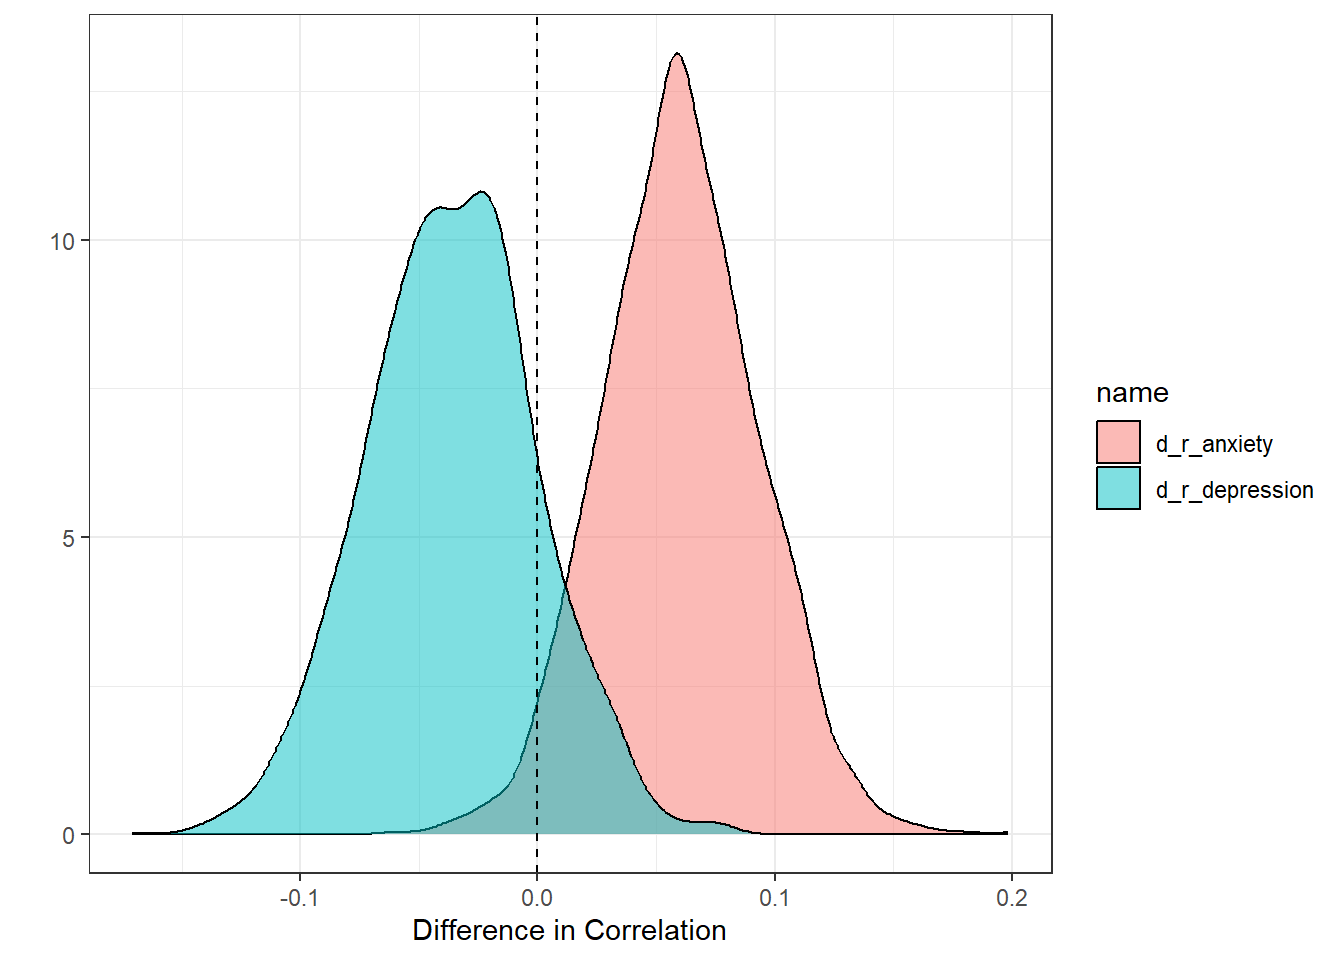 10
5
0
-0.1
0.0
0.1
0.2
Difference in Correlation
name
d_r_anxiety
d_r_depression